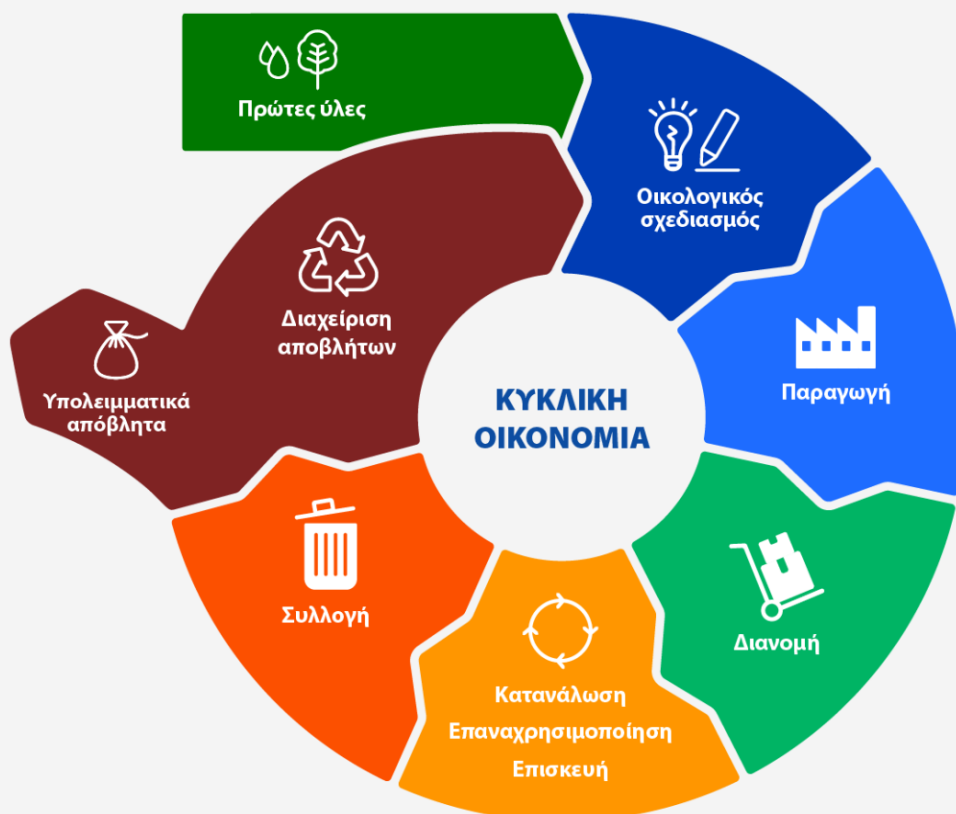 Πρώτες ύλες
Οικολογικός
σχεδιασμός
Παραγωγή
Διανομή
Κατανάλωση
Επαναχρησιμοποίηση
Επισκευή
Συλλογή
Διαχείριση
αποβλήτων
Υπολειμματικά
απόβλητα
ΚΥΚΛΙΚΗ
ΟΙΚΟΝΟΜΙΑ